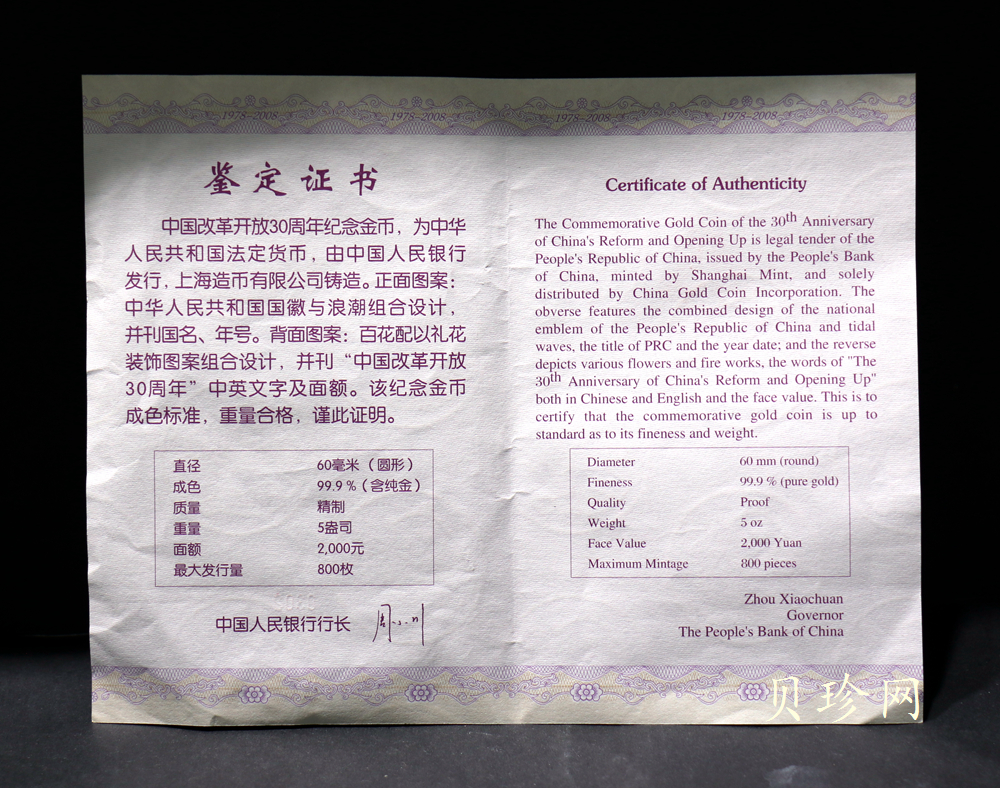 1978-2008 1978-2008 1978-2008 1978-2008
鉴定证书
中国改革开放30周年纪念金币，为中华
人民共和国法定货币，由中国人民银行
发行，上海造币有限公司铸造。正面图案：
中华人民共和国国徽与浪潮组合设计，
并刊国名、年号。背面图案：百花配以礼花
装饰图案组合设计，并刊“中国改革开放
30周年”中英文字及面额。该纪念金币
成色标准，重量合格，谨此证明。
直径 60毫米（圆形）
成色 99.9％（含纯金）
质量 精制
重量 5盎司
面额 2,000元
最大发行量 800枚
中国人民银行行长
Certificate of Authenticity
The Commemorative Gold Coin of the 30th Anniversary
of China's Reform and Opening Up is legal tender of the
People's Republic of China, issued by the People's Bank
of China, minted by Shanghai Mint, and solely
distributed by China Gold Coin Incorporation. The
obverse features the combined design of the national
emblem of the People's Republic of China and tidal
waves, the title of PRC and the year date; and the reverse
depicts various flowers and fire works, the words of "The
30th Anniversary of China's Reform and Opening Up"
both in Chinese and English and the face value. This is to
certify that the commemorative gold coin is up to
standard as to its fineness and weight.
Diameter 60 mm (round)
Fineness 99.9 % (pure gold)
Quality Proof
Weight 5 oz
Face Value 2,000 Yuan
Maximum Mintage 800 pieces
Zhou Xiaochuan
Governor
The People's Bank of China
贝珍网